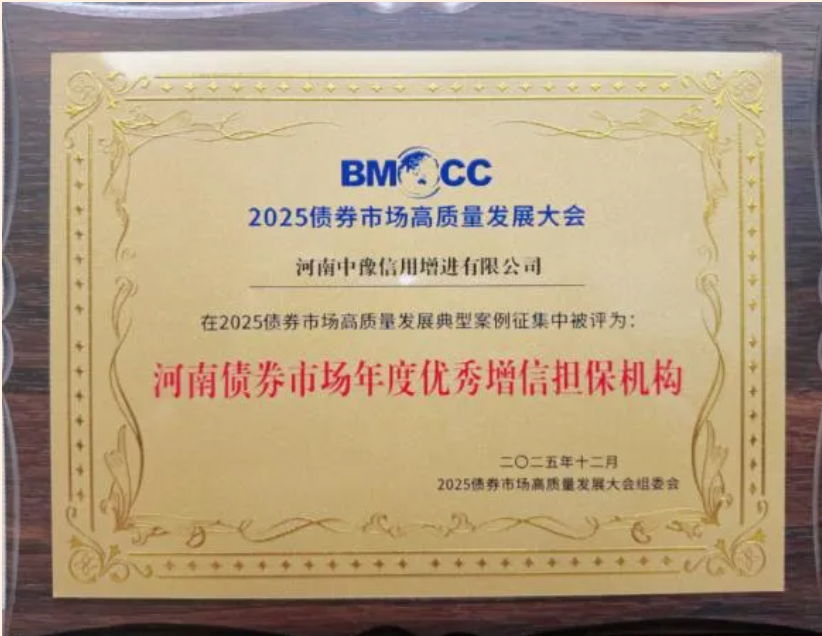 BMCC
2025债券市场高质量发展大会
河南中豫信用增进有限公司
在2025债券市场高质量发展典型案例征集中被评为：
河南债券市场年度优秀增信担保机构
二〇二五年十二月
2025债券市场高质量发展大会组委会